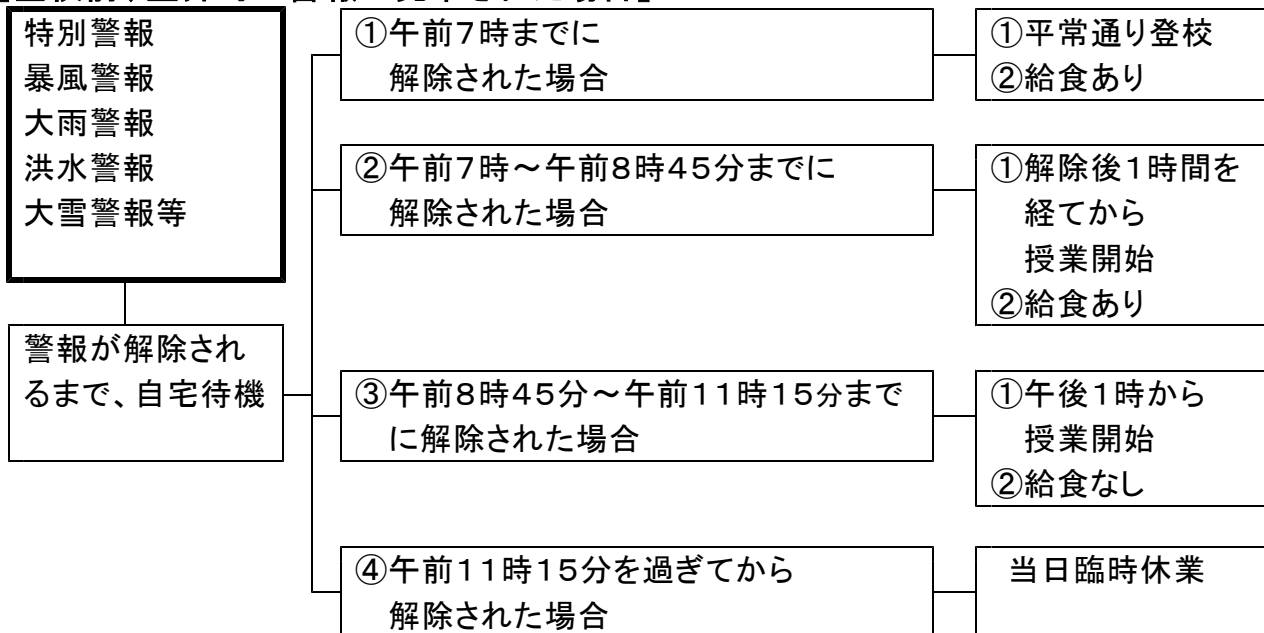 特別警報
暴風警報
大雨警報
洪水警報
大雪警報等
警報が解除され
るまで、自宅待機
①午前7時までに
解除された場合
①平常通り登校
②給食あり
②午前7時～午前8時45分までに
解除された場合
①解除後1時間を
経てから
授業開始
②給食あり
③午前8時45分～午前11時15分まで
に解除された場合
①午後1時から
授業開始
②給食なし
④午前11時15分を過ぎてから
解除された場合
当日臨時休業